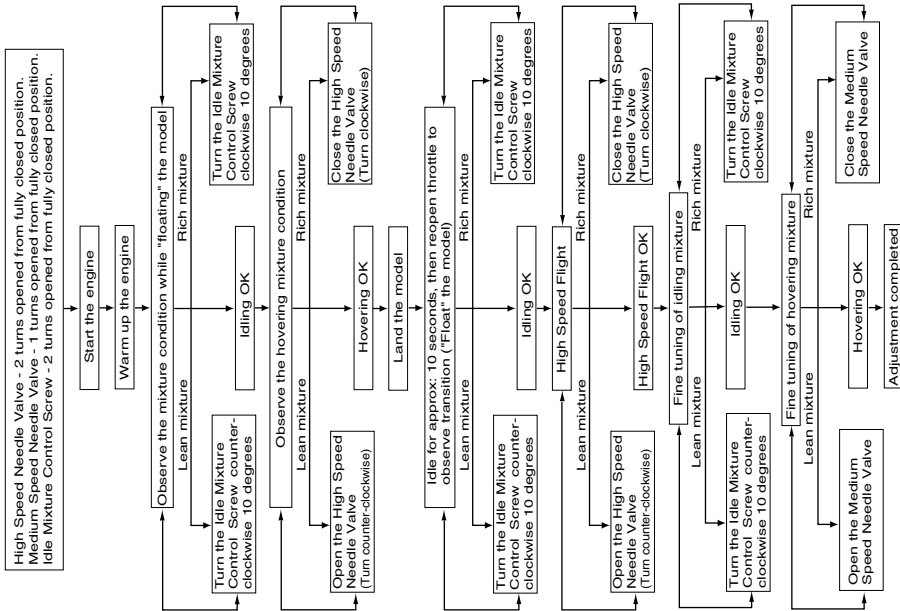 High Speed Needle Valve - 2 turns opened from fully closed position.
Medium Speed Needle Valve - 1 turns opened from fully closed position.
Idle Mixture Control Screw - 2 turns opened from fully closed position.
Start the engine
Warm up the engine
Observe the mixture condition while "floating" the model
Lean mixture
Rich mixture
Turn the Idle Mixture
Control Screw counter-
clockwise 10 degrees
Idling OK
Turn the Idle Mixture
Control Screw
clockwise 10 degrees
Observe the hovering mixture condition
Lean mixture
Rich mixture
Open the High Speed
Needle Valve
(Turn counter-clockwise)
Hovering OK
Close the High Speed
Needle Valve
(Turn clockwise)
Land the model
Idle for approx: 10 seconds, then reopen throttle to
observe transition ("Float" the model)
Lean mixture
Rich mixture
Turn the Idle Mixture
Control Screw counter-
clockwise 10 degrees
Idling OK
Turn the Idle Mixture
Control Screw
clockwise 10 degrees
High Speed Flight
Lean mixture
Rich mixture
Open the High Speed
Needle Valve
(Turn counter-clockwise)
High Speed Flight OK
Close the High Speed
Needle Valve
(Turn clockwise)
Fine tuning of idling mixture
Lean mixture
Rich mixture
Turn the Idle Mixture
Control Screw counter-
clockwise 10 degrees
Idling OK
Turn the Idle Mixture
Control Screw
clockwise 10 degrees
Fine tuning of hovering mixture
Lean mixture
Rich mixture
Open the Medium
Speed Needle Valve
Hovering OK
Close the Medium
Speed Needle Valve
Adjustment completed